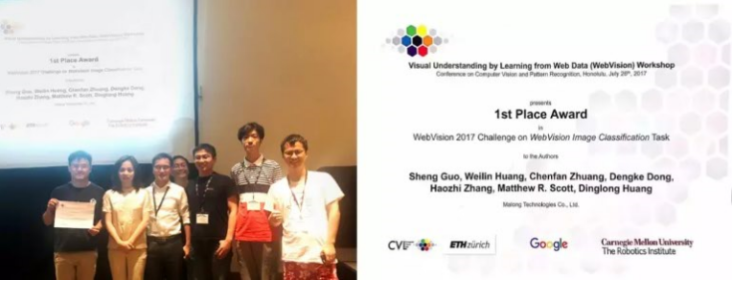 1st Place Award
Visual Understanding by Learning from Web Data (WebVision) Workshop
Conference on Computer Vision and Pattern Recognition, Honolulu, July 26th, 2017
presents
1st Place Award
in
WebVision 2017 Challenge on WebVision Image Classification Task
to the Authors
Sheng Guo, Weilin Huang, Chenfan Zhuang, Dengke Dong,
Haozhi Zhang, Matthew R. Scott, Dinglong Huang
Malong Technologies Co., Ltd.
CVL ETH zürich Google Carnegie Mellon University
The Robotics Institute